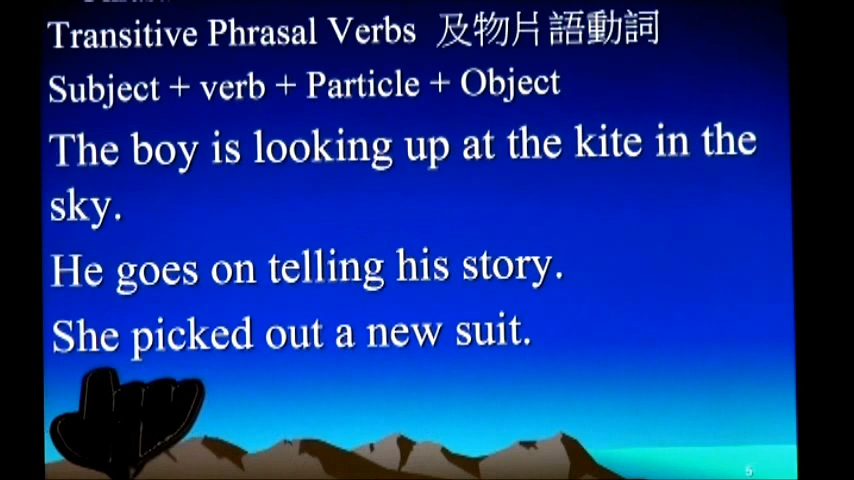 Transitive Phrasal Verbs 及物片語動詞
Subject + verb + Particle + Object
The boy is looking up at the kite in the
sky.
He goes on telling his story.
She picked out a new suit.
5